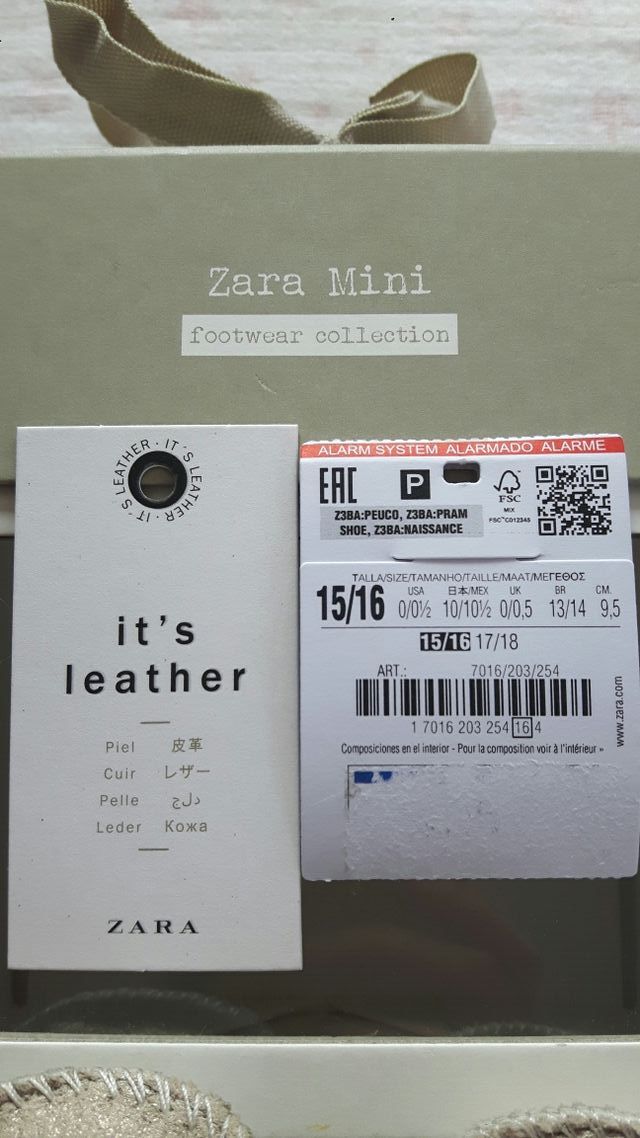 Zara Mini
footwear collection
IT'S LEATHER · IT'S LEATHER ·
it's
leather
Piel 皮革
Cuir レザー
Pelle جلد
Leder Кожа
ZARA
ALARM SYSTEM ALARMADO ALARME
EAC P FSC
MIX
Z3BA:PEUCO, Z3BA:PRAM
SHOE, Z3BA:NAISSANCE
TALLA/SIZE/TAMANHO/TAILLE/MAAT/ΜΕΓΕΘΟΣ
USA 日本/MEX UK BR CM.
15/16 0/0½ 10/10½ 0/0,5 13/14 9,5
15/16 17/18
ART.: 7016/203/254
1 7016 203 254 16 4
www.zara.com
Composiciones en el interior - Pour la composition voir à l'intérieur »